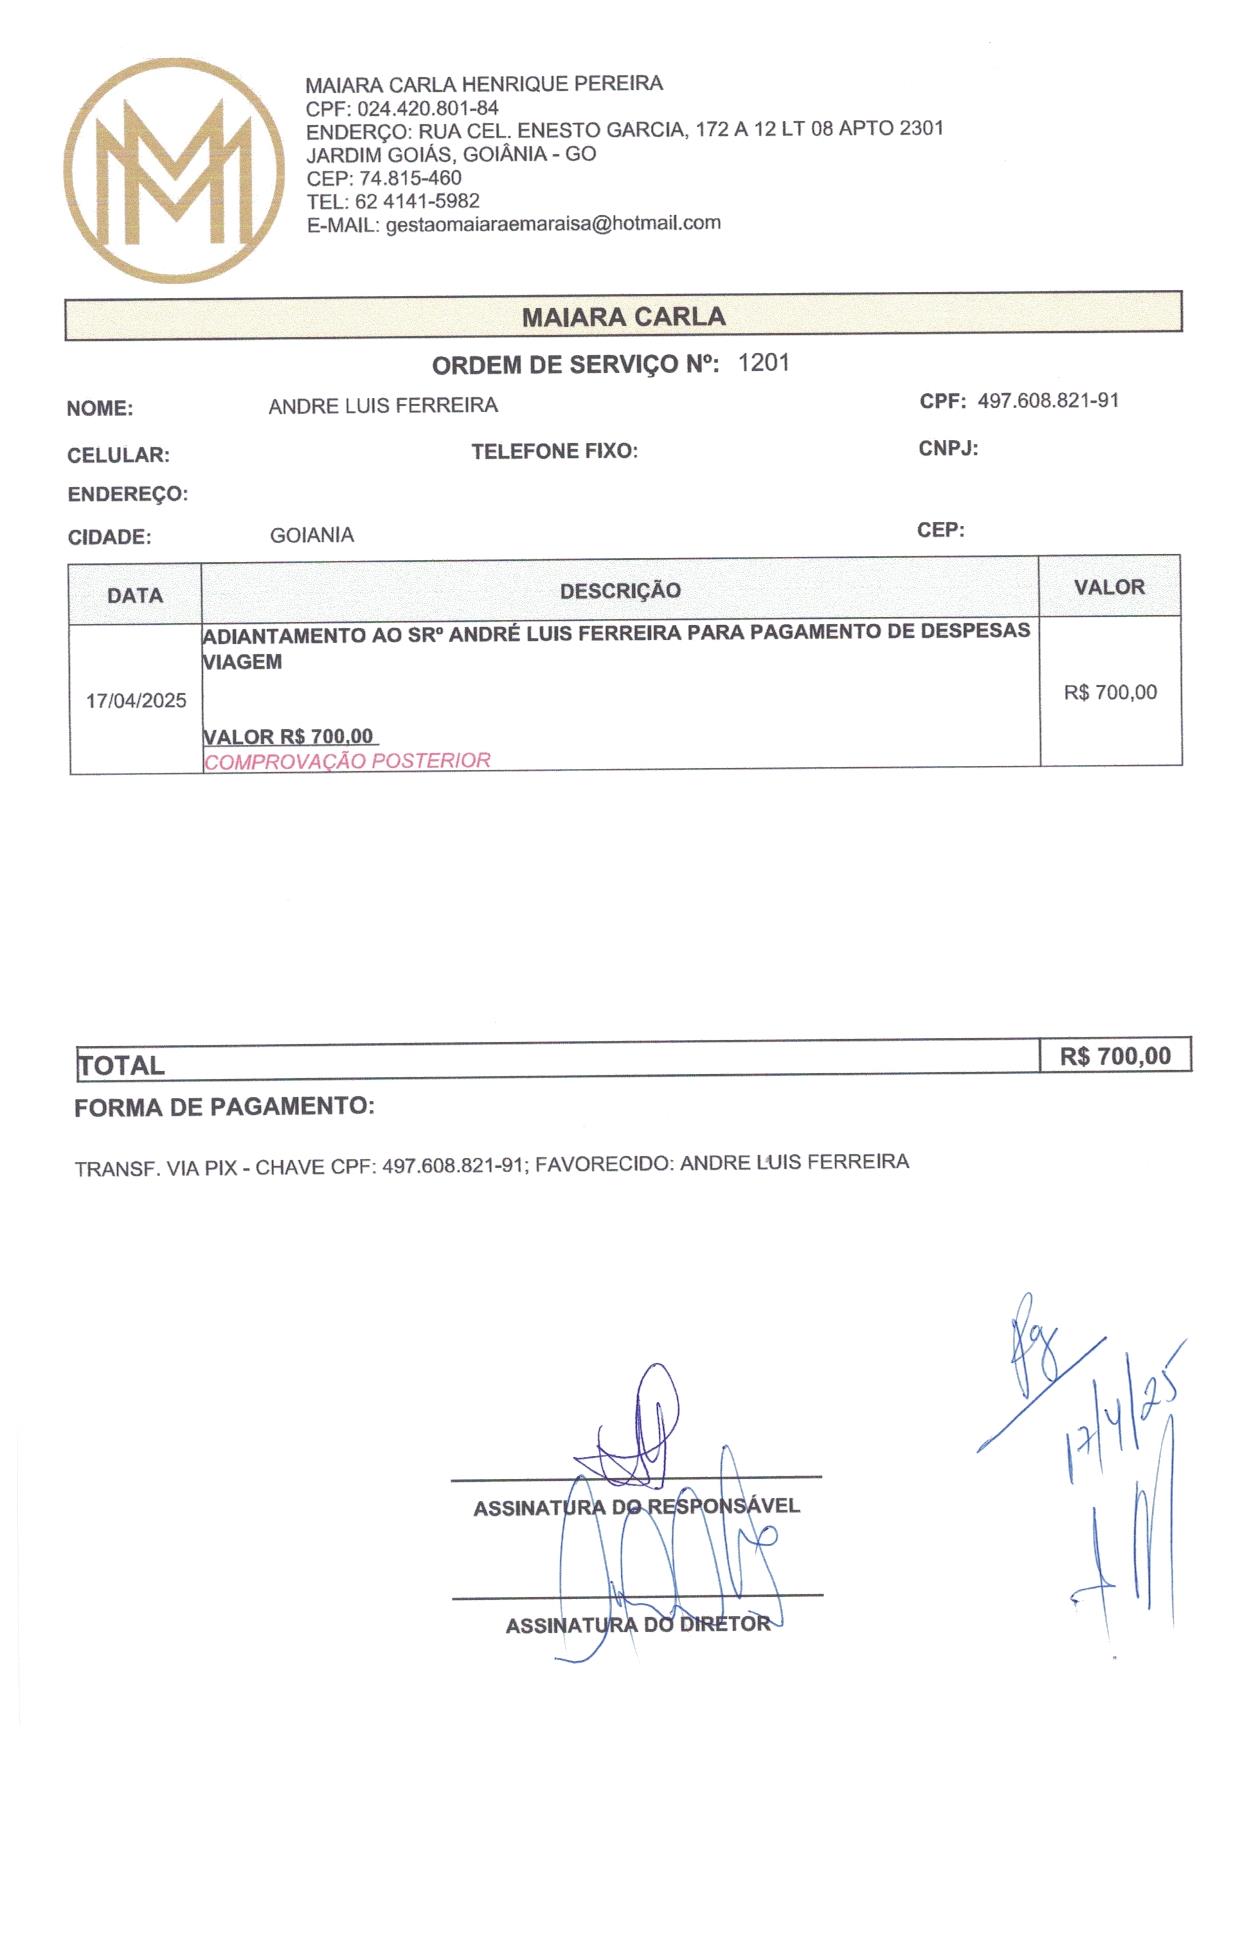 MAIARA CARLA HENRIQUE PEREIRA
CPF: 024.420.801-84
ENDERÇO: RUA CEL. ENESTO GARCIA, 172 A 12 LT 08 APTO 2301
JARDIM GOIÁS, GOIÂNIA - GO
CEP: 74.815-460
TEL: 62 4141-5982
E-MAIL: gestaomaiaraemaraisa@hotmail.com
MAIARA CARLA
ORDEM DE SERVIÇO Nº: 1201
NOME: ANDRE LUIS FERREIRA CPF: 497.608.821-91
CELULAR: TELEFONE FIXO: CNPJ:
ENDEREÇO:
CIDADE: GOIANIA CEP:
DATA DESCRIÇÃO VALOR
ADIANTAMENTO AO SRº ANDRÉ LUIS FERREIRA PARA PAGAMENTO DE DESPESAS
VIAGEM
17/04/2025 R$ 700,00
VALOR R$ 700,00
COMPROVAÇÃO POSTERIOR
TOTAL R$ 700,00
FORMA DE PAGAMENTO:
TRANSF. VIA PIX - CHAVE CPF: 497.608.821-91; FAVORECIDO: ANDRE LUIS FERREIRA
Pg
17/4/25
ASSINATURA DO RESPONSÁVEL
ASSINATURA DO DIRETOR